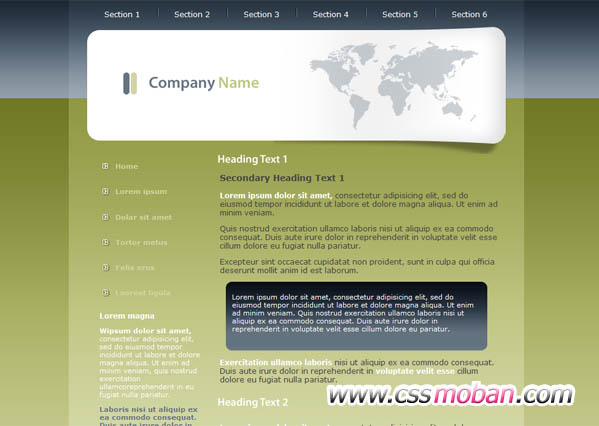 Section 1 Section 2 Section 3 Section 4 Section 5 Section 6
Company Name
Home
Lorem ipsum
Dolar sit amet
Tortor metus
Felis eros
Laoreet ligula
Lorem magna
Wipsum dolor sit amet,
consectetur adipisicing elit, se
do eiusmod tempor incididunt
ut labore et dolore magna
aliqua. Ut enim ad minim
veniam, quis nostrud
exercitation
ullamcoreprehenderit in
eu fugiat nulla pariatur.
Laboris nisi ut aliquip ex ea
commodo consequat.
Duis aute irure dolor in
Heading Text 1
Secondary Heading Text 1
Lorem ipsum dolor sit amet, consectetur adipisicing elit, sed do
eiusmod tempor incididunt ut labore et dolore magna aliqua. Ut enim ad
minim veniam.
Quis nostrud exercitation ullamco laboris nisi ut aliquip ex ea commodo
consequat. Duis aute irure dolor in reprehenderit in voluptate velit esse
cillum dolore eu fugiat nulla pariatur.
Excepteur sint occaecat cupidatat non proident, sunt in culpa qui officia
deserunt mollit anim id est laborum.
Lorem ipsum dolor sit amet, consectetur adipisicing elit, sed do
eiusmod tempor incididunt ut labore et dolore magna aliqua. Ut enim
ad minim veniam. Quis nostrud exercitation ullamco laboris nisi ut
aliquip ex ea commodo consequat. Duis aute irure dolor in
reprehenderit in voluptate velit esse cillum dolore eu fugiat nulla
pariatur.
Exercitation ullamco laboris nisi ut aliquip ex ea commodo consequat.
Duis aute irure dolor in reprehenderit in voluptate velit esse cillum
dolore eu fugiat nulla pariatur.
Heading Text 2
www.cssmoban.com